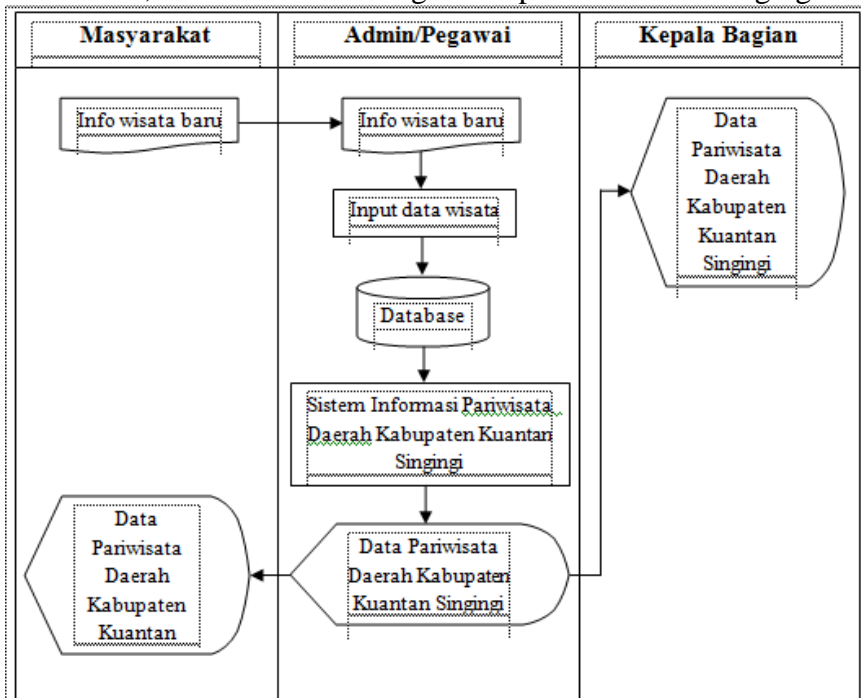 Masyarakat
Admin/Pegawai
Kepala Bagian
Info wisata baru
Info wisata baru
Input data wisata
Database
Sistem Informasi Pariwisata
Daerah Kabupaten Kuantan
Singingi
Data Pariwisata
Daerah Kabupaten
Kuantan Singingi
Data
Pariwisata
Daerah
Kabupaten
Kuantan
Data
Pariwisata
Daerah
Kabupaten
Kuantan
Singingi